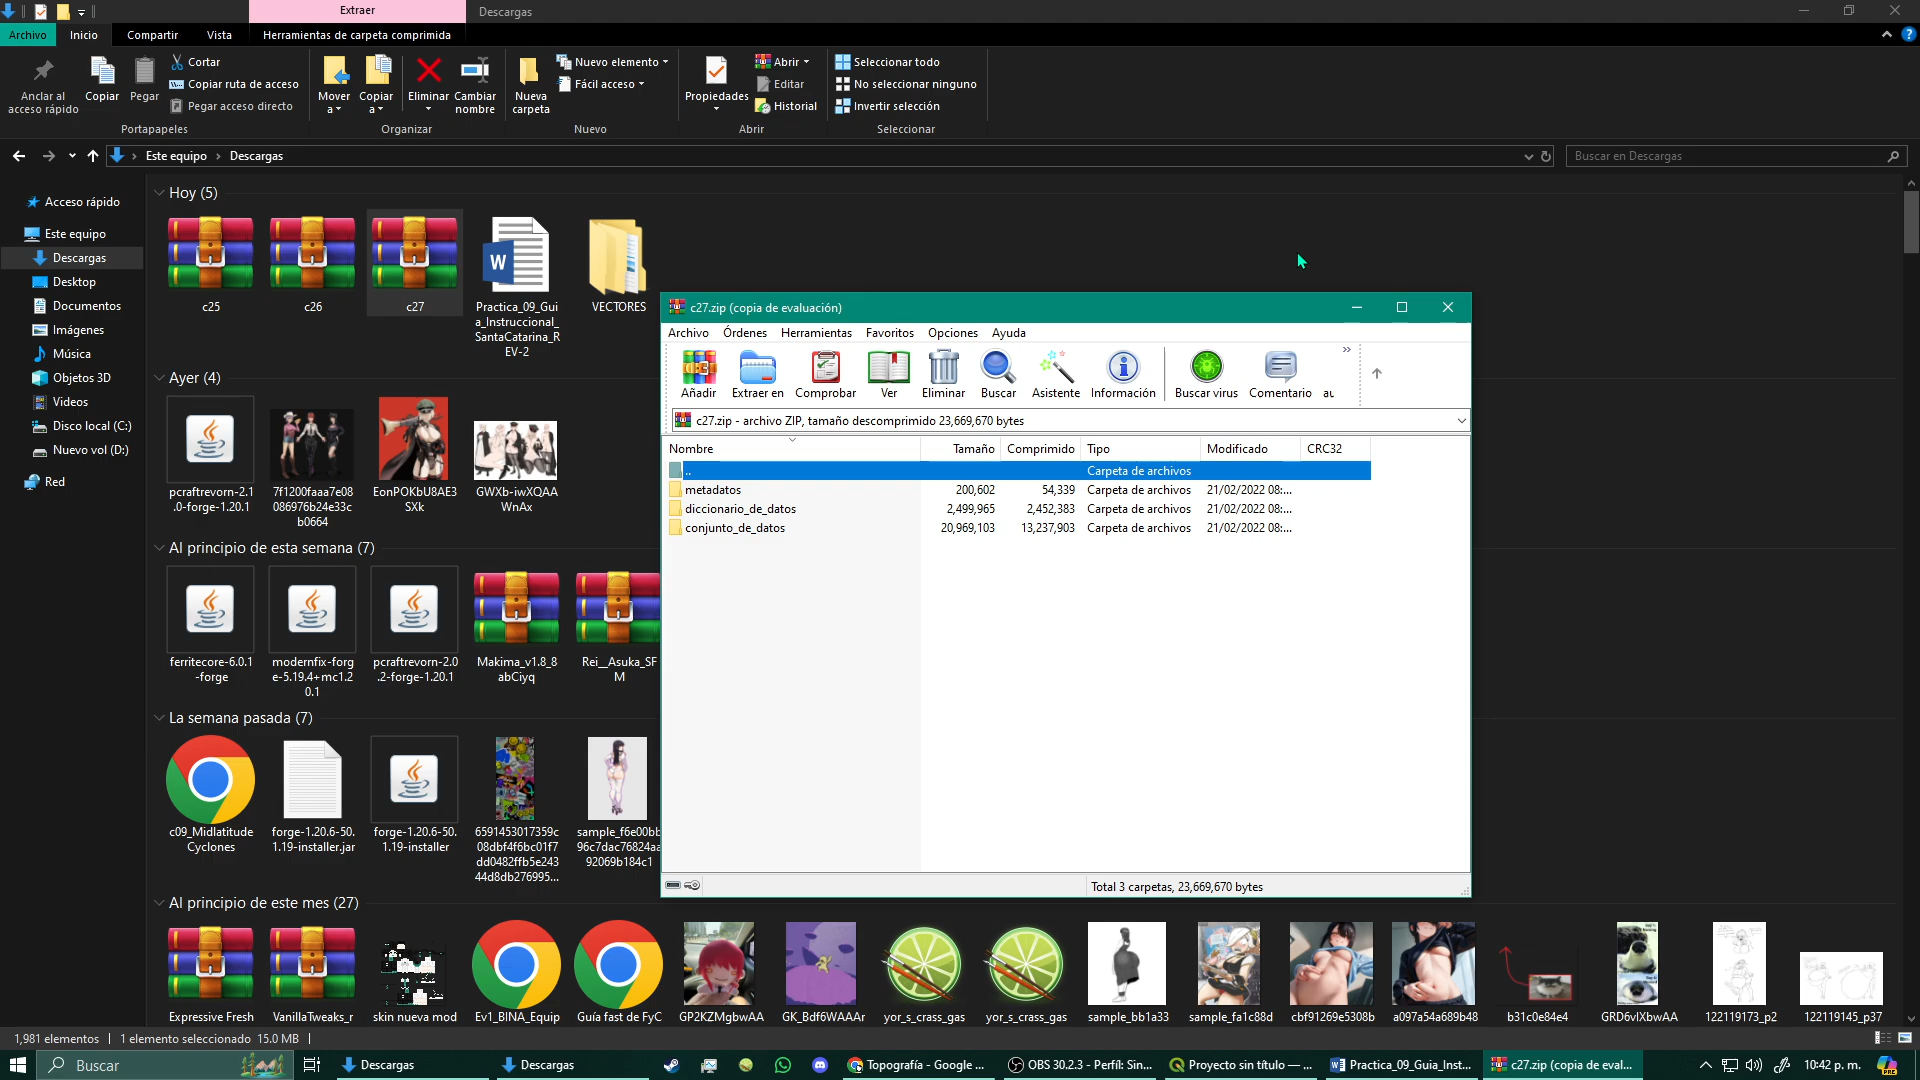 Extraer
Descargas
Archivo
Inicio
Compartir
Vista
Herramientas de carpeta comprimida
Anclar al
acceso rápido
Copiar
Pegar
Cortar
Copiar ruta de acceso
Pegar acceso directo
Portapapeles
Mover
a
Copiar
a
Eliminar
Cambiar
nombre
Organizar
Nueva
carpeta
Nuevo elemento
Fácil acceso
Nuevo
Propiedades
Abrir
Editar
Historial
Abrir
Seleccionar todo
No seleccionar ninguno
Invertir selección
Seleccionar
Este equipo
Descargas
Buscar en Descargas
Acceso rápido
Este equipo
Descargas
Desktop
Documentos
Imágenes
Música
Objetos 3D
Videos
Disco local (C:)
Nuevo vol (D:)
Red
Hoy (5)
c25
c26
c27
Practica_09_Gui
a_Instruccional_
SantaCatarina_R
EV-2
VECTORES
Ayer (4)
pcraftrevorn-2.1
.0-forge-1.20.1
7f1200faaa7e08
086976b24e33c
b0664
EonPOKbU8AE3
SXk
GWXb-iwXQAA
WnAx
Al principio de esta semana (7)
ferritecore-6.0.1
-forge
modernfix-forg
e-5.19.4+mc1.2
0.1
pcraftrevorn-2.0
.2-forge-1.20.1
Makima_v1.8_8
abCiyq
Rei__Asuka_SF
M
La semana pasada (7)
c09_Midlatitude
Cyclones
forge-1.20.6-50.
1.19-installer.jar
forge-1.20.6-50.
1.19-installer
6591453017359c
08dbf4f6bc01f7
dd0482ffb5e243
44d8db276995...
sample_f6e00bb
96c7dac76824aa
92069b184c1
Al principio de este mes (27)
Expressive Fresh
VanillaTweaks_r
skin nueva mod
Ev1_BINA_Equip
Guía fast de FyC
GP2KZMgbwAA
GK_Bdf6WAAAr
yor_s_crass_gas
yor_s_crass_gas
sample_bb1a33
sample_fa1c88d
cbf91269e5308b
a097a54a689b48
b31c0e84e4
GRD6vlXbwAA
122119173_p2
122119145_p37
c27.zip (copia de evaluación)
Archivo
Órdenes
Herramientas
Favoritos
Opciones
Ayuda
Añadir
Extraer en
Comprobar
Ver
Eliminar
Buscar
Asistente
Información
Buscar virus
Comentario
c27.zip - archivo ZIP, tamaño descomprimido 23,669,670 bytes
Nombre Tamaño Comprimido Tipo Modificado CRC32
.. Carpeta de archivos
metadatos 200,602 54,339 Carpeta de archivos 21/02/2022 08:...
diccionario_de_datos 2,499,965 2,452,383 Carpeta de archivos 21/02/2022 08:...
conjunto_de_datos 20,969,103 13,237,903 Carpeta de archivos 21/02/2022 08:...
Total 3 carpetas, 23,669,670 bytes
1,981 elementos
1 elemento seleccionado 15.0 MB
Buscar
Descargas
Descargas
Topografía - Google ...
OBS 30.2.3 - Perfil: Sin...
Proyecto sin título — ...
Practica_09_Guia_Inst...
c27.zip (copia de eval...
10:42 p. m.